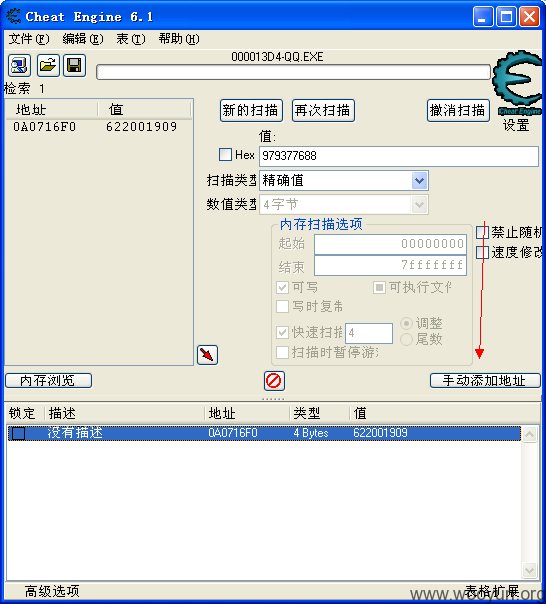 Cheat Engine 6.1
文件(F) 编辑(E) 表(T) 帮助(H)
000013D4-QQ.EXE
检索 1
Cheat Engine
设置
地址 值
0A0716F0 622001909
新的扫描 再次扫描 撤消扫描
值:
Hex 979377688
扫描类型 精确值
数值类型 4字节
内存扫描选项
起始 00000000
结束 7fffffff
可写 可执行文件
写时复制
快速扫描 4 调整
尾数
扫描时暂停游
禁止随机
速度修改
内存浏览 手动添加地址
锁定 描述 地址 类型 值
没有描述 0A0716F0 4 Bytes 622001909
高级选项 表格扩展
www.wooyun.org